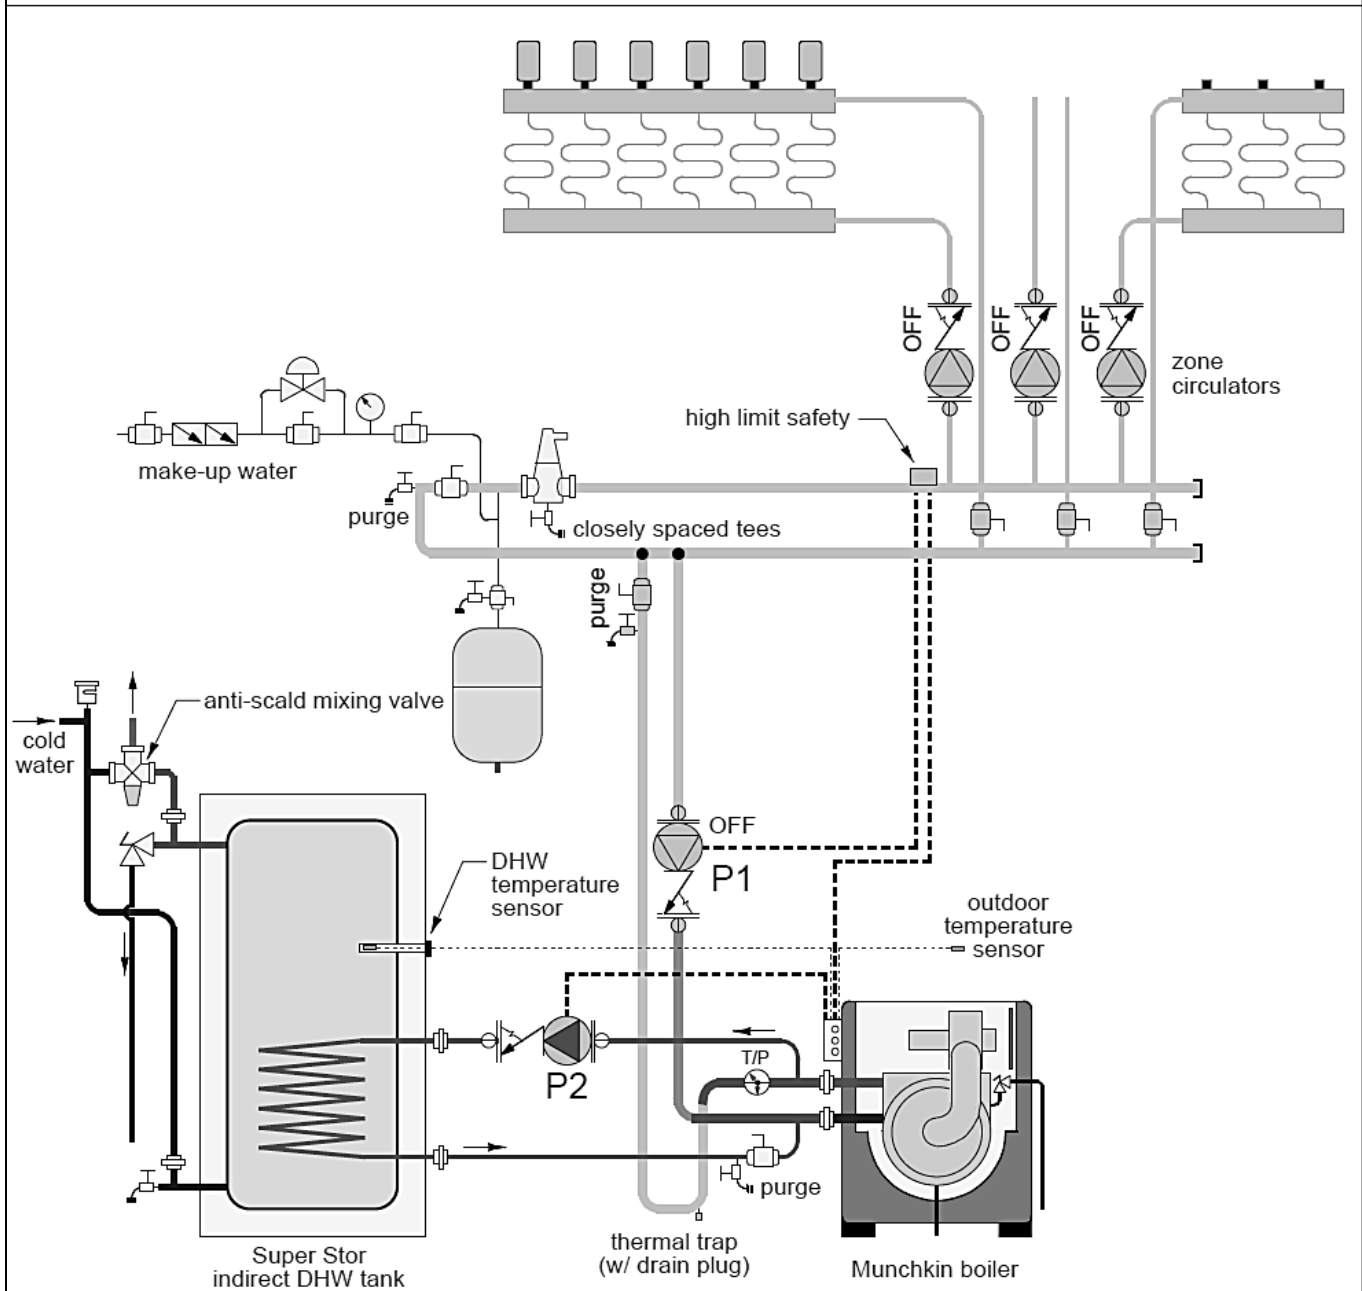 OFF
OFF
OFF
zone
circulators
high limit safety
make-up water
purge
closely spaced tees
purge
anti-scald mixing valve
cold
water
OFF
P1
DHW
temperature
sensor
outdoor
temperature
sensor
T/P
P2
purge
thermal trap
(w/ drain plug)
Super Stor
indirect DHW tank
Munchkin boiler